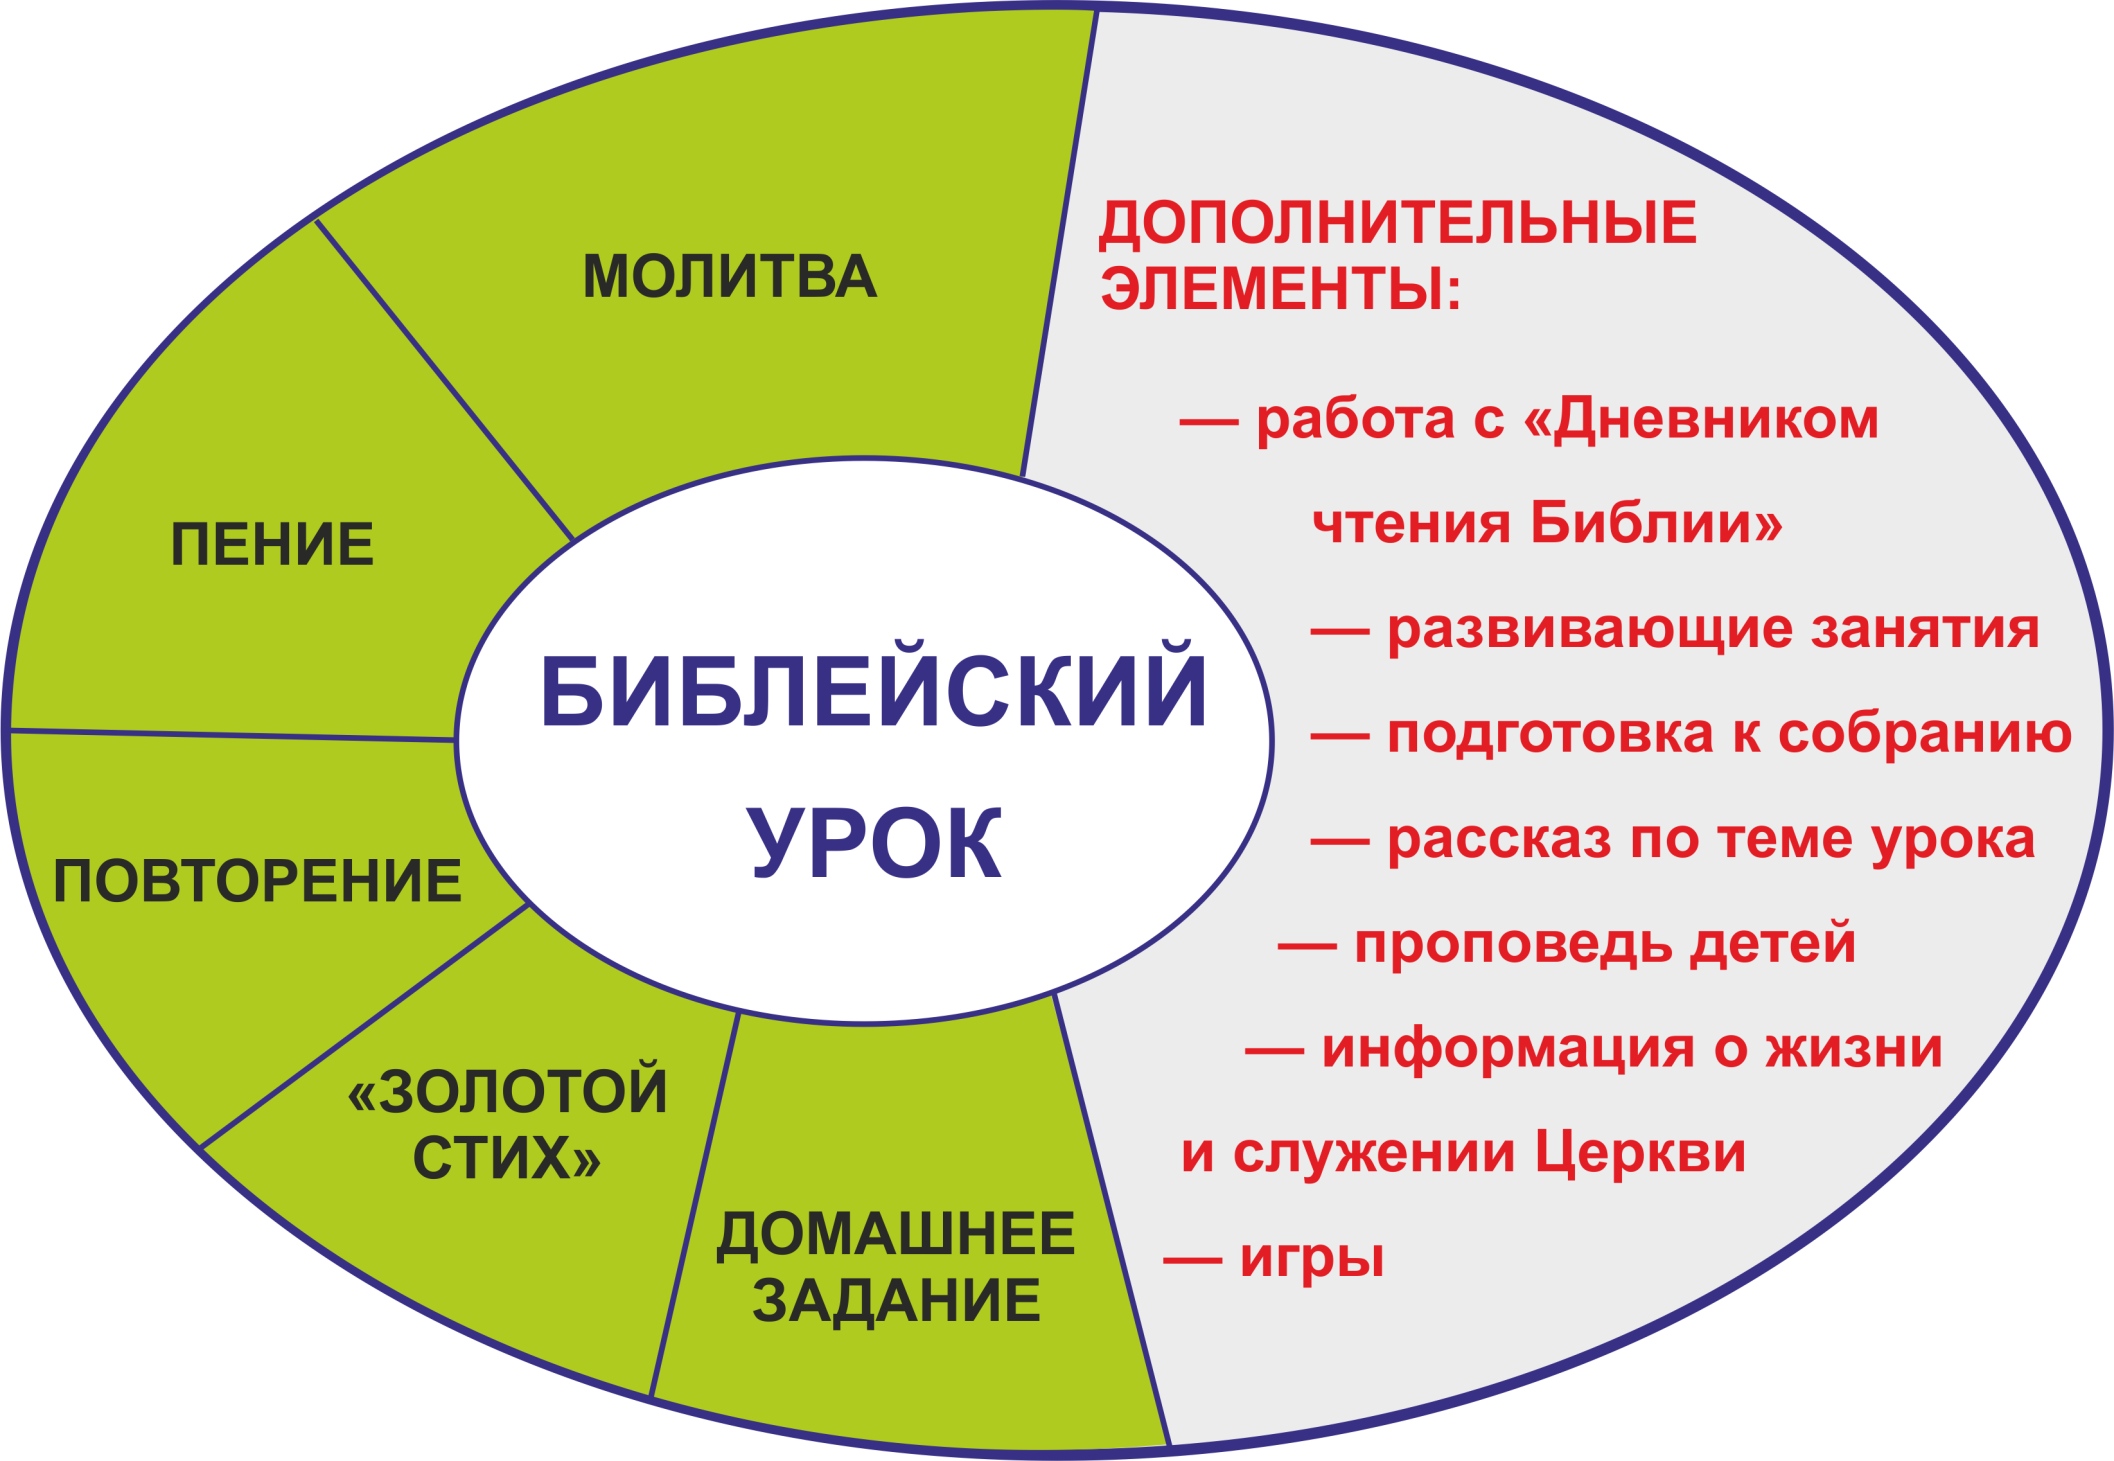 МОЛИТВА
ПЕНИЕ
ПОВТОРЕНИЕ
«ЗОЛОТОЙ
СТИХ»
ДОМАШНЕЕ
ЗАДАНИЕ
БИБЛЕЙСКИЙ
УРОК
ДОПОЛНИТЕЛЬНЫЕ
ЭЛЕМЕНТЫ:
— работа с «Дневником
чтения Библии»
— развивающие занятия
— подготовка к собранию
— рассказ по теме урока
— проповедь детей
— информация о жизни
и служении Церкви
— игры